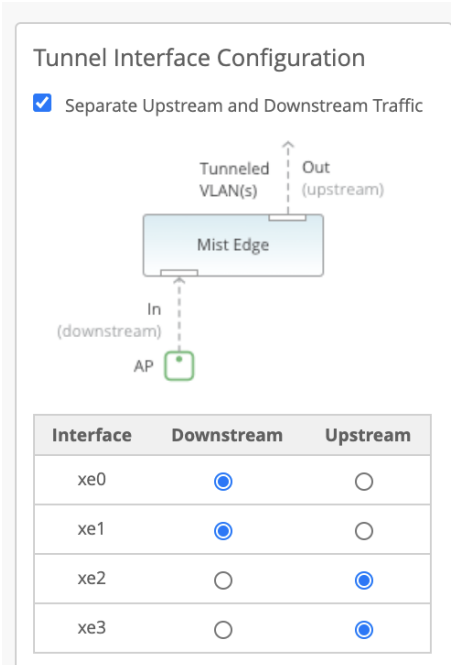 Tunnel Interface Configuration
Separate Upstream and Downstream Traffic
Tunneled Out
VLAN(s) (upstream)
Mist Edge
In
(downstream)
AP
Interface Downstream Upstream
xe0
xe1
xe2
xe3